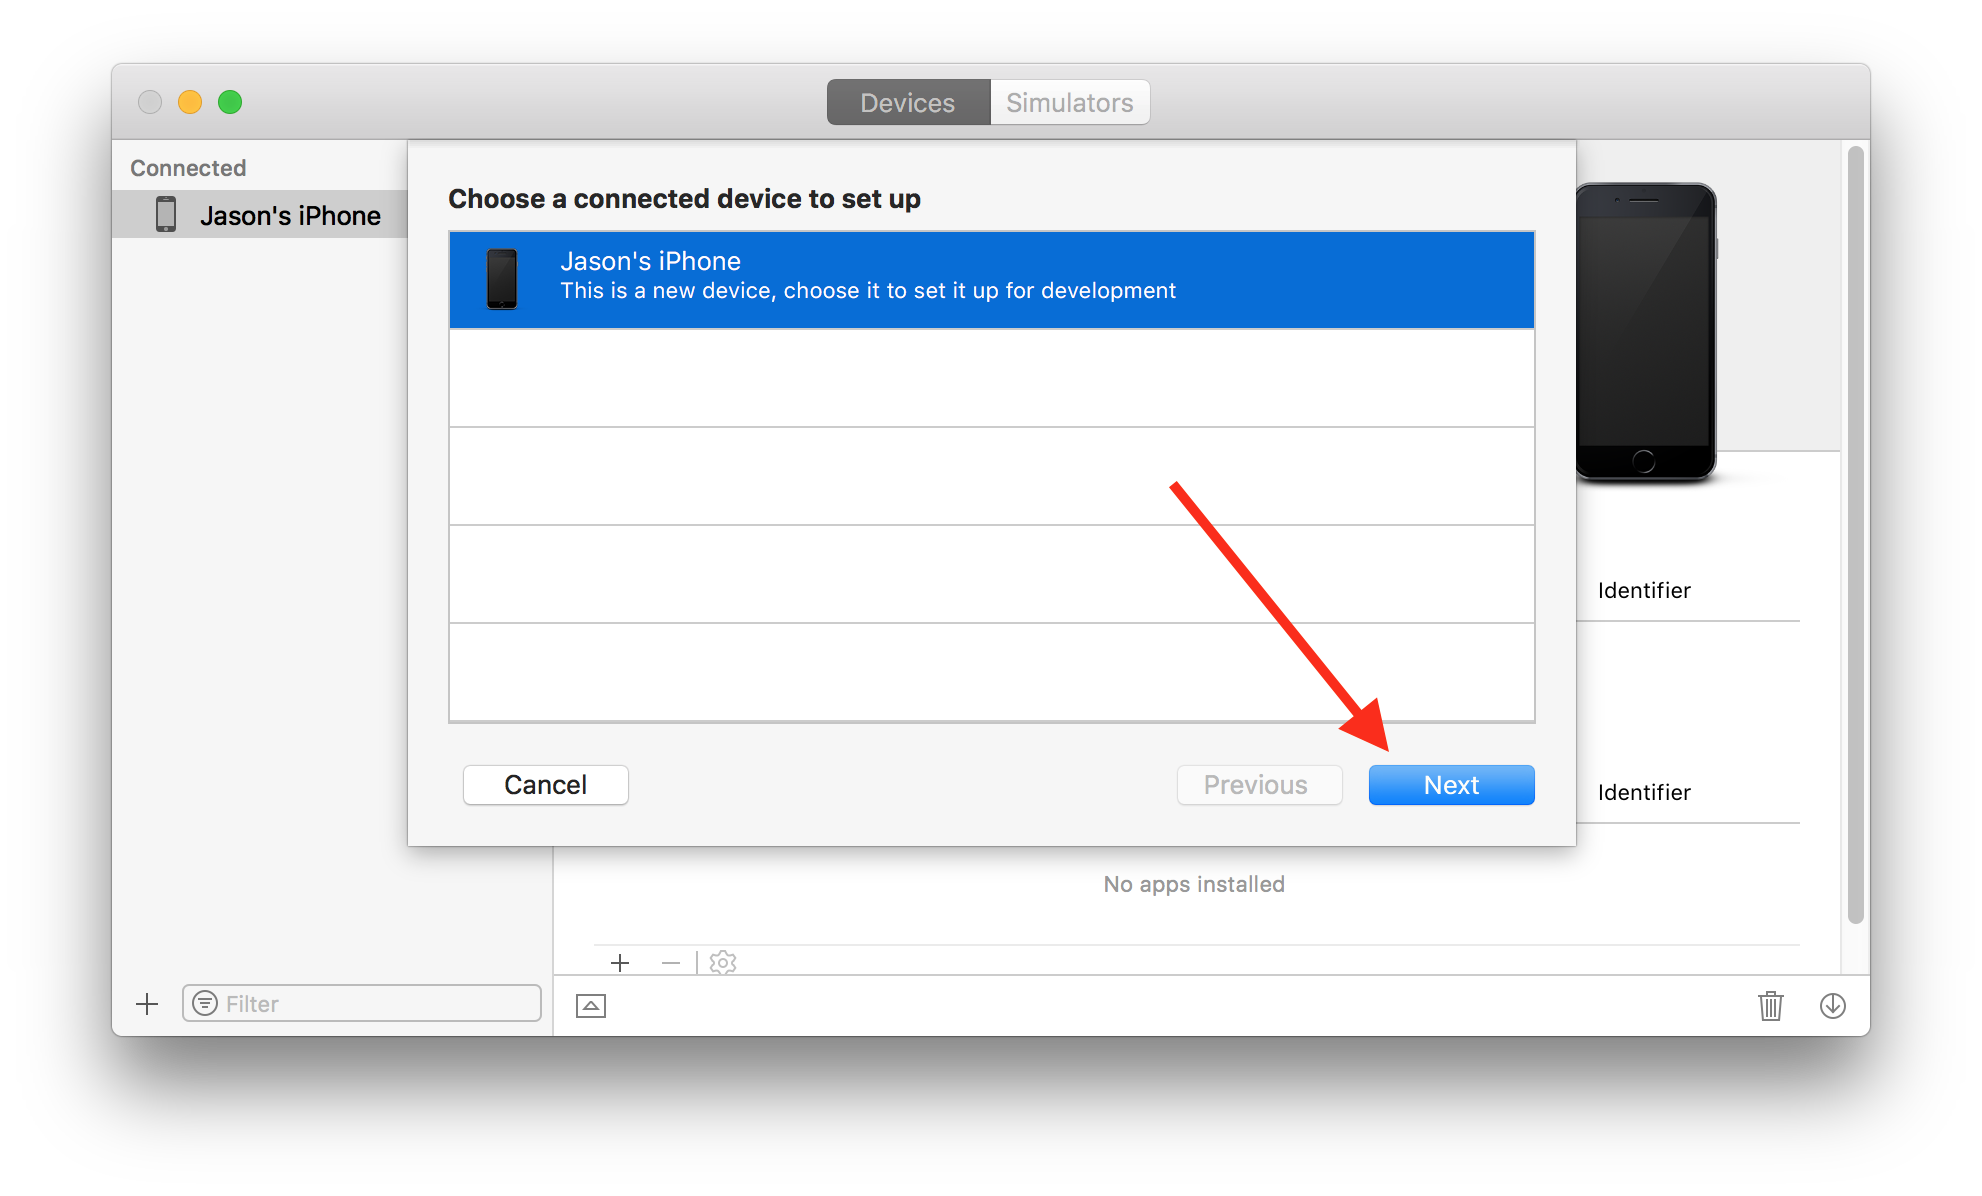 Devices
Simulators
Connected
Jason's iPhone
Choose a connected device to set up
Jason's iPhone
This is a new device, choose it to set it up for development
Identifier
Identifier
Cancel
Previous
Next
No apps installed
Filter